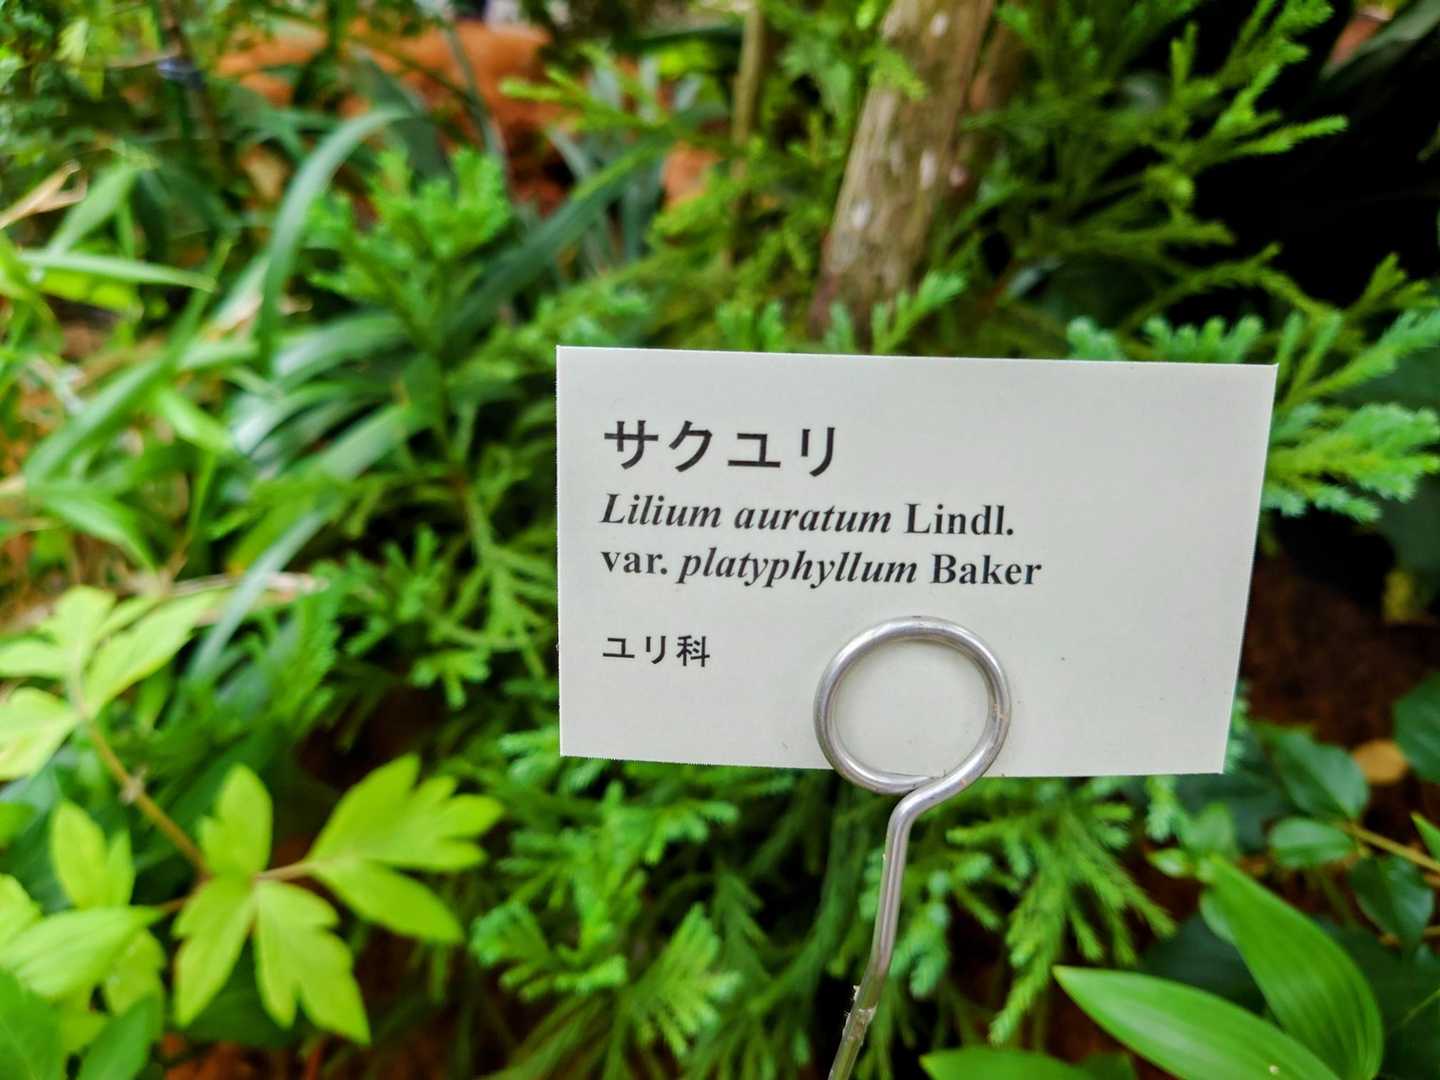 サクユリ
Lilium auratum Lindl.
var. platyphyllum Baker
ユリ科